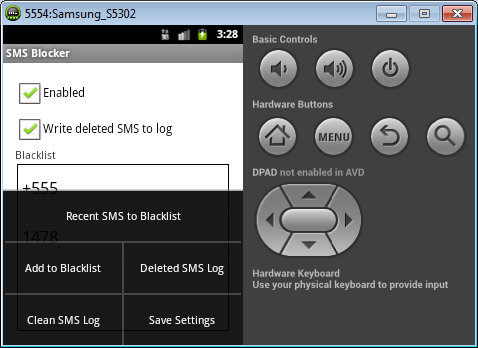 5554:Samsung_S5302
3:28
SMS Blocker
Enabled
Write deleted SMS to log
Blacklist
+555
Recent SMS to Blacklist
1478
Add to Blacklist
Deleted SMS Log
Clean SMS Log
Save Settings
Basic Controls
Hardware Buttons
MENU
DPAD not enabled in AVD
Hardware Keyboard
Use your physical keyboard to provide input